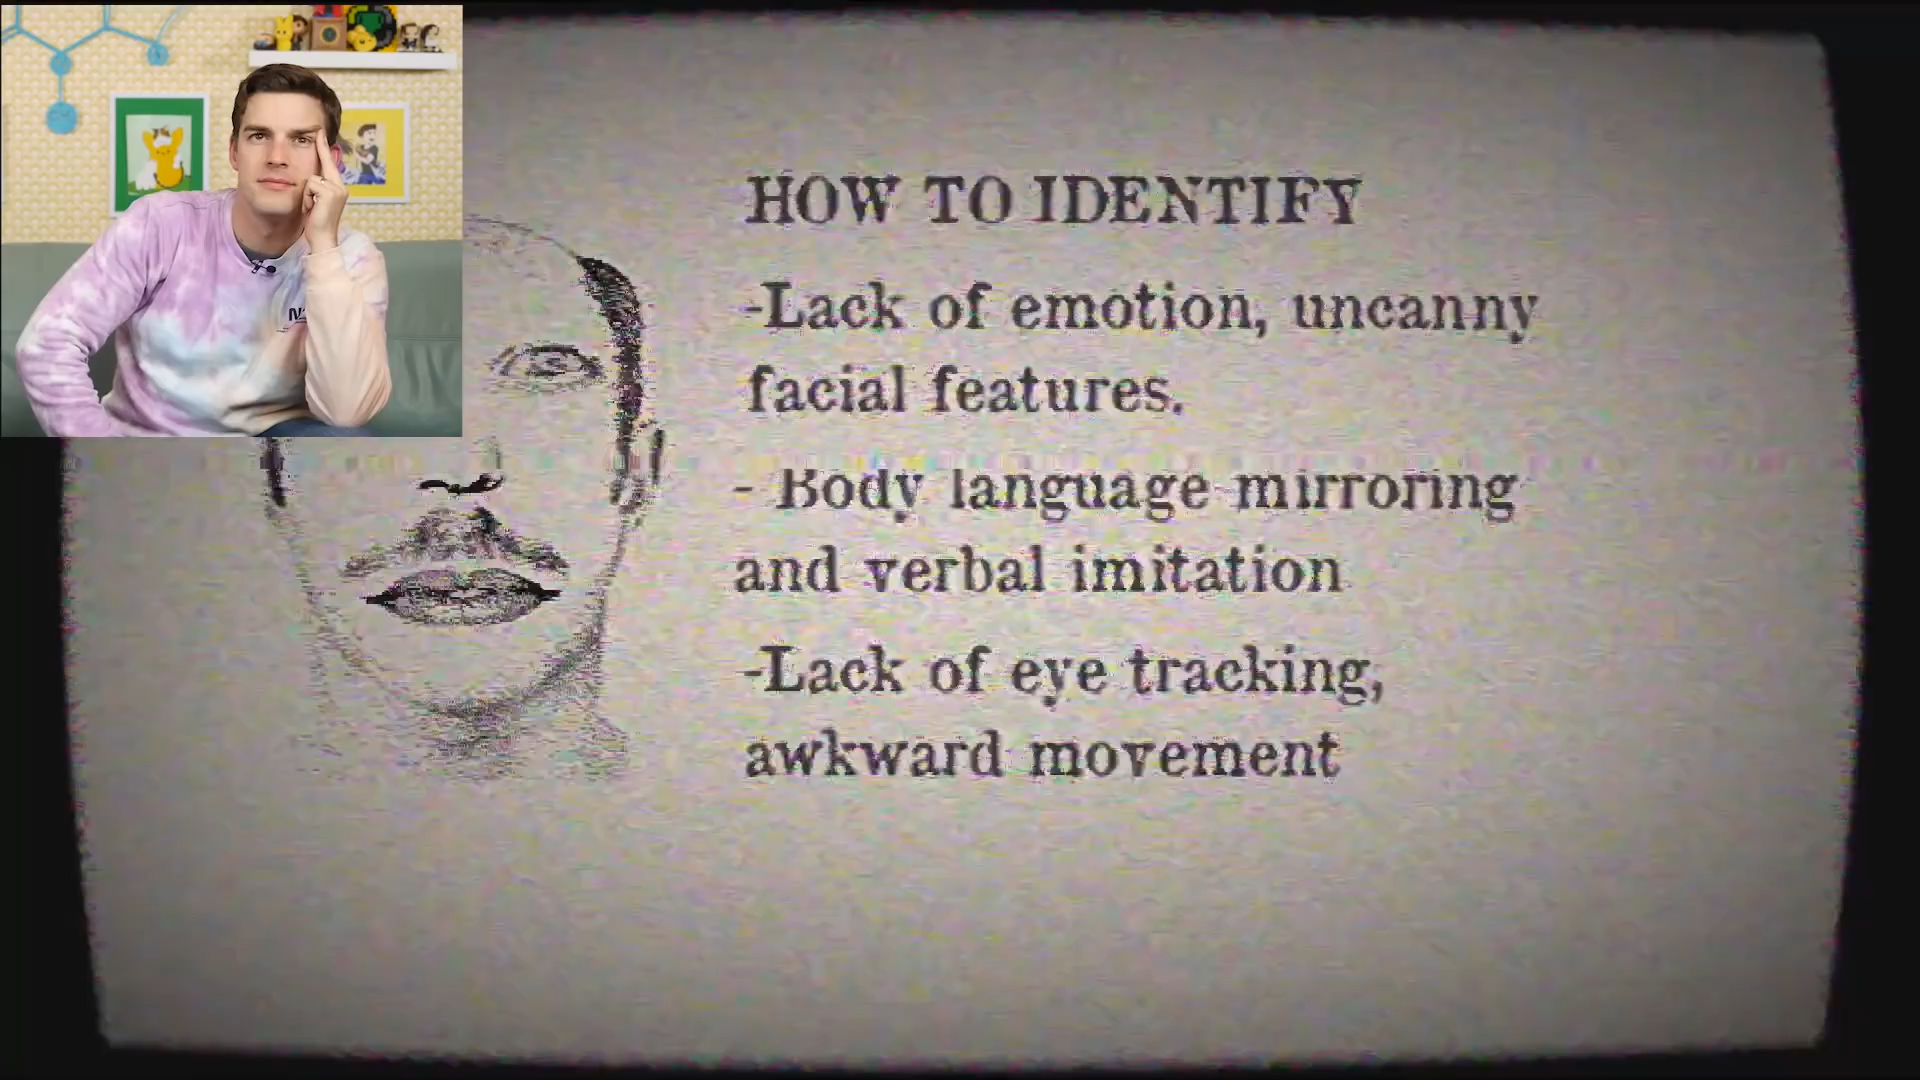 HOW TO IDENTIFY
-Lack of emotion, uncanny
facial features.
- Body language mirroring
and verbal imitation
-Lack of eye tracking,
awkward movement